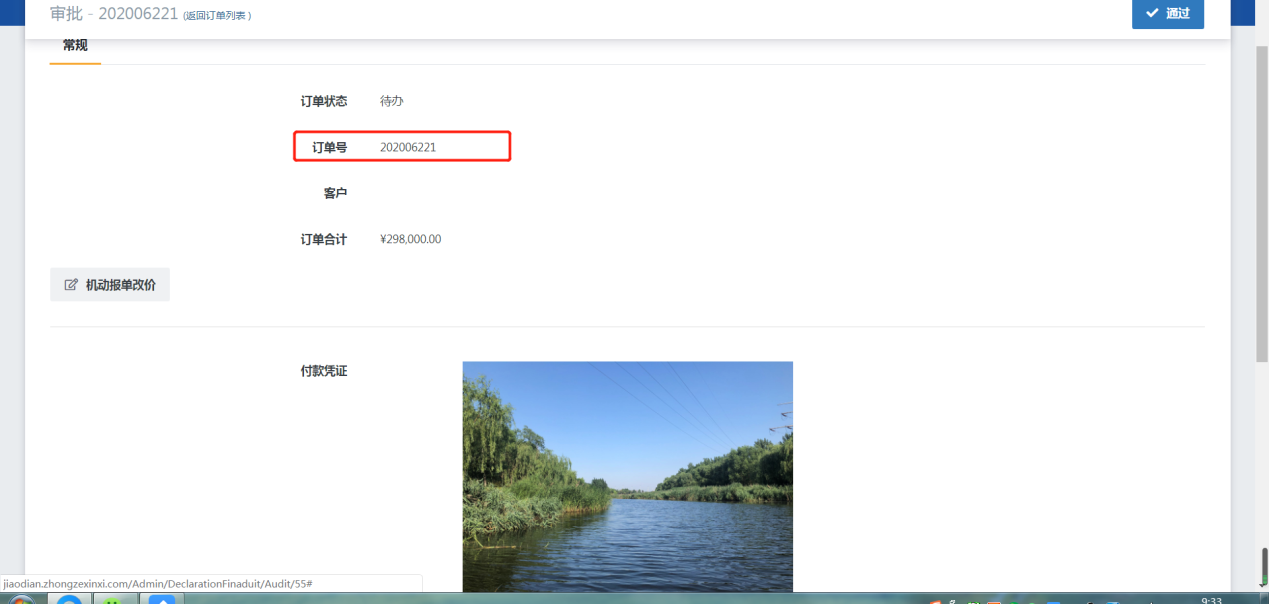 审批 - 202006221 (返回订单列表)
通过
常规
订单状态 待办
订单号 202006221
客户
订单合计 ¥298,000.00
机动报单改价
付款凭证
jiaodian.zhongzexinxi.com/Admin/DeclarationFinaduit/Audit/55#
9:33